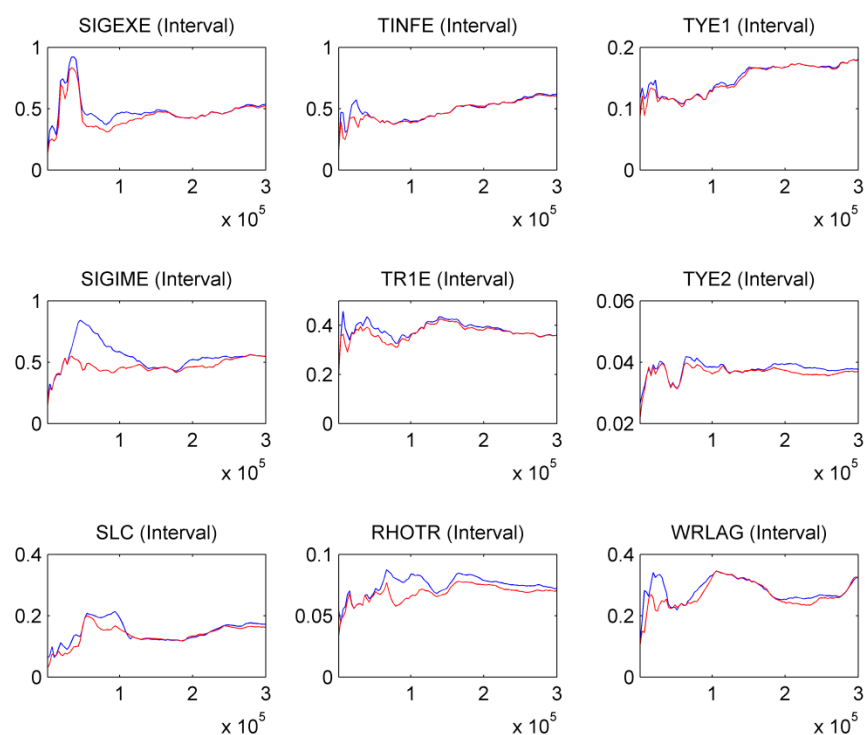 SIGEXE (Interval) TINFE (Interval) TYE1 (Interval)
1 1 0.2
0.5 0.5 0.1
0 0 0
1 2 3 1 2 3 1 2 3
x 10^5 x 10^5 x 10^5
SIGIME (Interval) TR1E (Interval) TYE2 (Interval)
1 0.06
0.4
0.5 0.2 0.04
0 0 0.02
1 2 3 1 2 3 1 2 3
x 10^5 x 10^5 x 10^5
SLC (Interval) RHOTR (Interval) WRLAG (Interval)
0.4 0.1 0.4
0.2 0.05 0.2
0 0 0
1 2 3 1 2 3 1 2 3
x 10^5 x 10^5 x 10^5